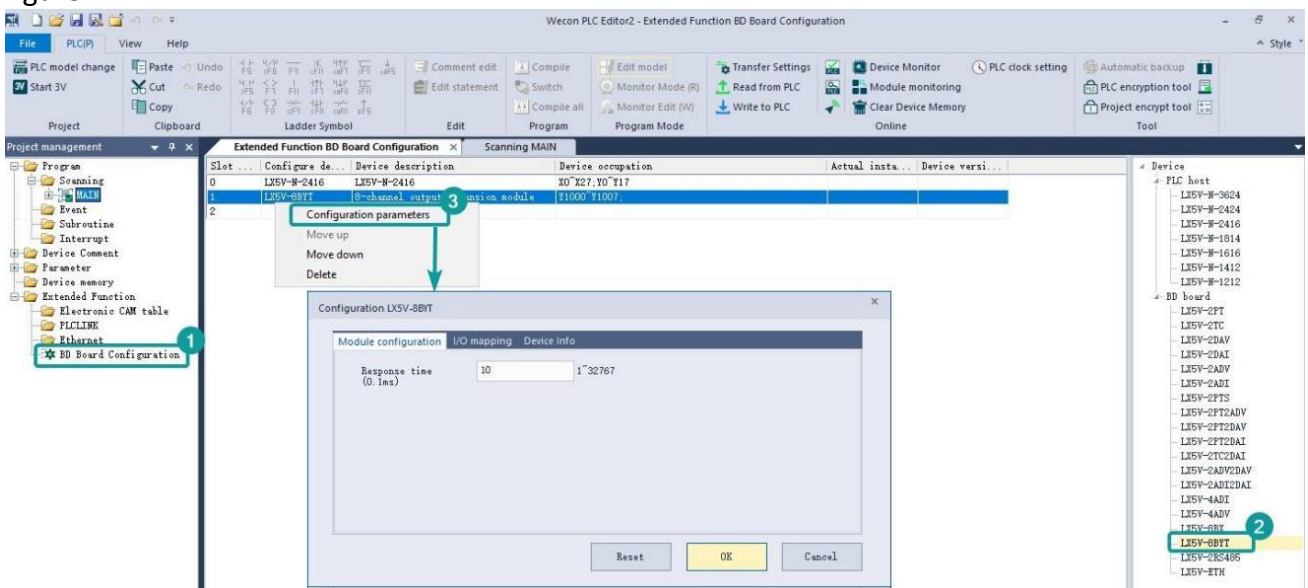 Wecon PLC Editor2 - Extended Function BD Board Configuration
File PLC(P) View Help
Style
PLC model change Paste Undo Comment edit Compile Edit model Transfer Settings Device Monitor PLC clock setting Automatic backup
Start 3V Cut Redo Edit statement Switch Monitor Mode (R) Read from PLC Module monitoring PLC encryption tool
Copy Compile all Monitor Edit (W) Write to PLC Clear Device Memory Project encrypt tool
Project Clipboard Ladder Symbol Edit Program Program Mode Online Tool
Project management
Program
Scanning
MAIN
Event
Subroutine
Interrupt
Device Comment
Parameter
Device memory
Extended Function
Electronic CAM table
PLCLINK
Ethernet
1
BD Board Configuration
Extended Function BD Board Configuration Scanning MAIN
Slot ... Configure de... Device description Device occupation Actual insta... Device versi...
0 LX5V-N-2416 LX5V-N-2416 X0~X27;Y0~Y17
1 LX5V-8BYT 8-channel output module Y1000~Y1007;
2
3
Configuration parameters
Move up
Move down
Delete
Configuration LX5V-8BYT
Module configuration I/O mapping Device Info
Response time 10 1~32767
(0.1ms)
Reset OK Cancel
Device
PLC host
LX5V-N-3624
LX5V-N-2424
LX5V-N-2416
LX5V-N-1814
LX5V-N-1616
LX5V-N-1412
LX5V-N-1212
BD board
LX5V-2PT
LX5V-2TC
LX5V-2DAV
LX5V-2DAI
LX5V-2ADV
LX5V-2ADI
LX5V-2PTS
LX5V-2PT2ADV
LX5V-2PT2DAV
LX5V-2PT2DAI
LX5V-2TC2DAI
LX5V-2ADV2DAV
LX5V-2ADI2DAI
LX5V-4ADI
LX5V-4ADV
LX5V-8BX
2
LX5V-8BYT
LX5V-2RS485
LX5V-ETH